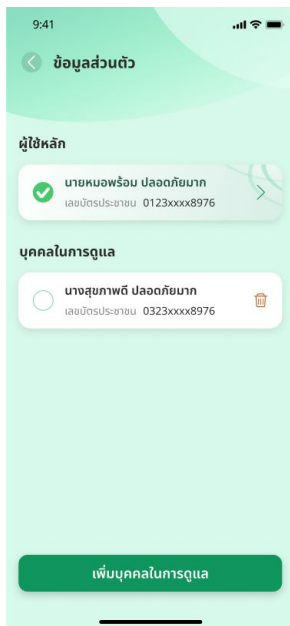 9:41
ข้อมูลส่วนตัว
ผู้ใช้หลัก
นายหมอพร้อม ปลอดภัยมาก
เลขบัตรประชาชน 0123xxxx8976
บุคคลในการดูแล
นางสุขภาพดี ปลอดภัยมาก
เลขบัตรประชาชน 0323xxxx8976
เพิ่มบุคคลในการดูแล